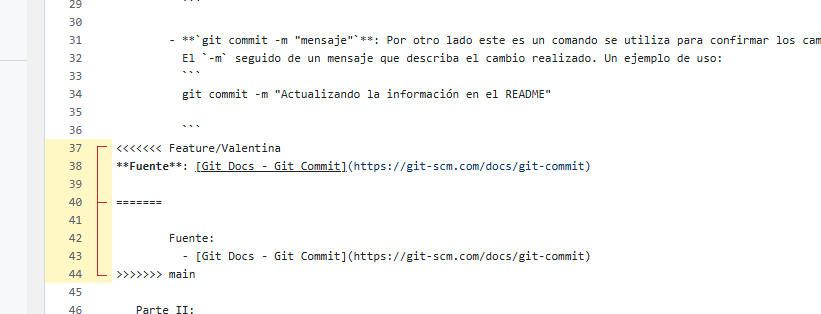 29 ```
30
31 - **`git commit -m "mensaje"`**: Por otro lado este es un comando se utiliza para confirmar los cam
32 El `-m` seguido de un mensaje que describa el cambio realizado. Un ejemplo de uso:
33 ```
34 git commit -m "Actualizando la información en el README"
35
36 ```
37 <<<<<<< Feature/Valentina
38 **Fuente**: [Git Docs - Git Commit](https://git-scm.com/docs/git-commit)
39
40 =======
41
42 Fuente:
43 - [Git Docs - Git Commit](https://git-scm.com/docs/git-commit)
44 >>>>>>> main
45
46 Parte II: